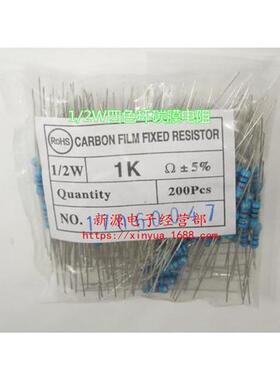 1/2W四色环碳膜电阻
RoHS
CARBON FILM FIXED RESISTOR
1/2W 1K Ω±5%
Quantity 200Pcs
NO.
新源电子经营部
https://xinyua.1688.com